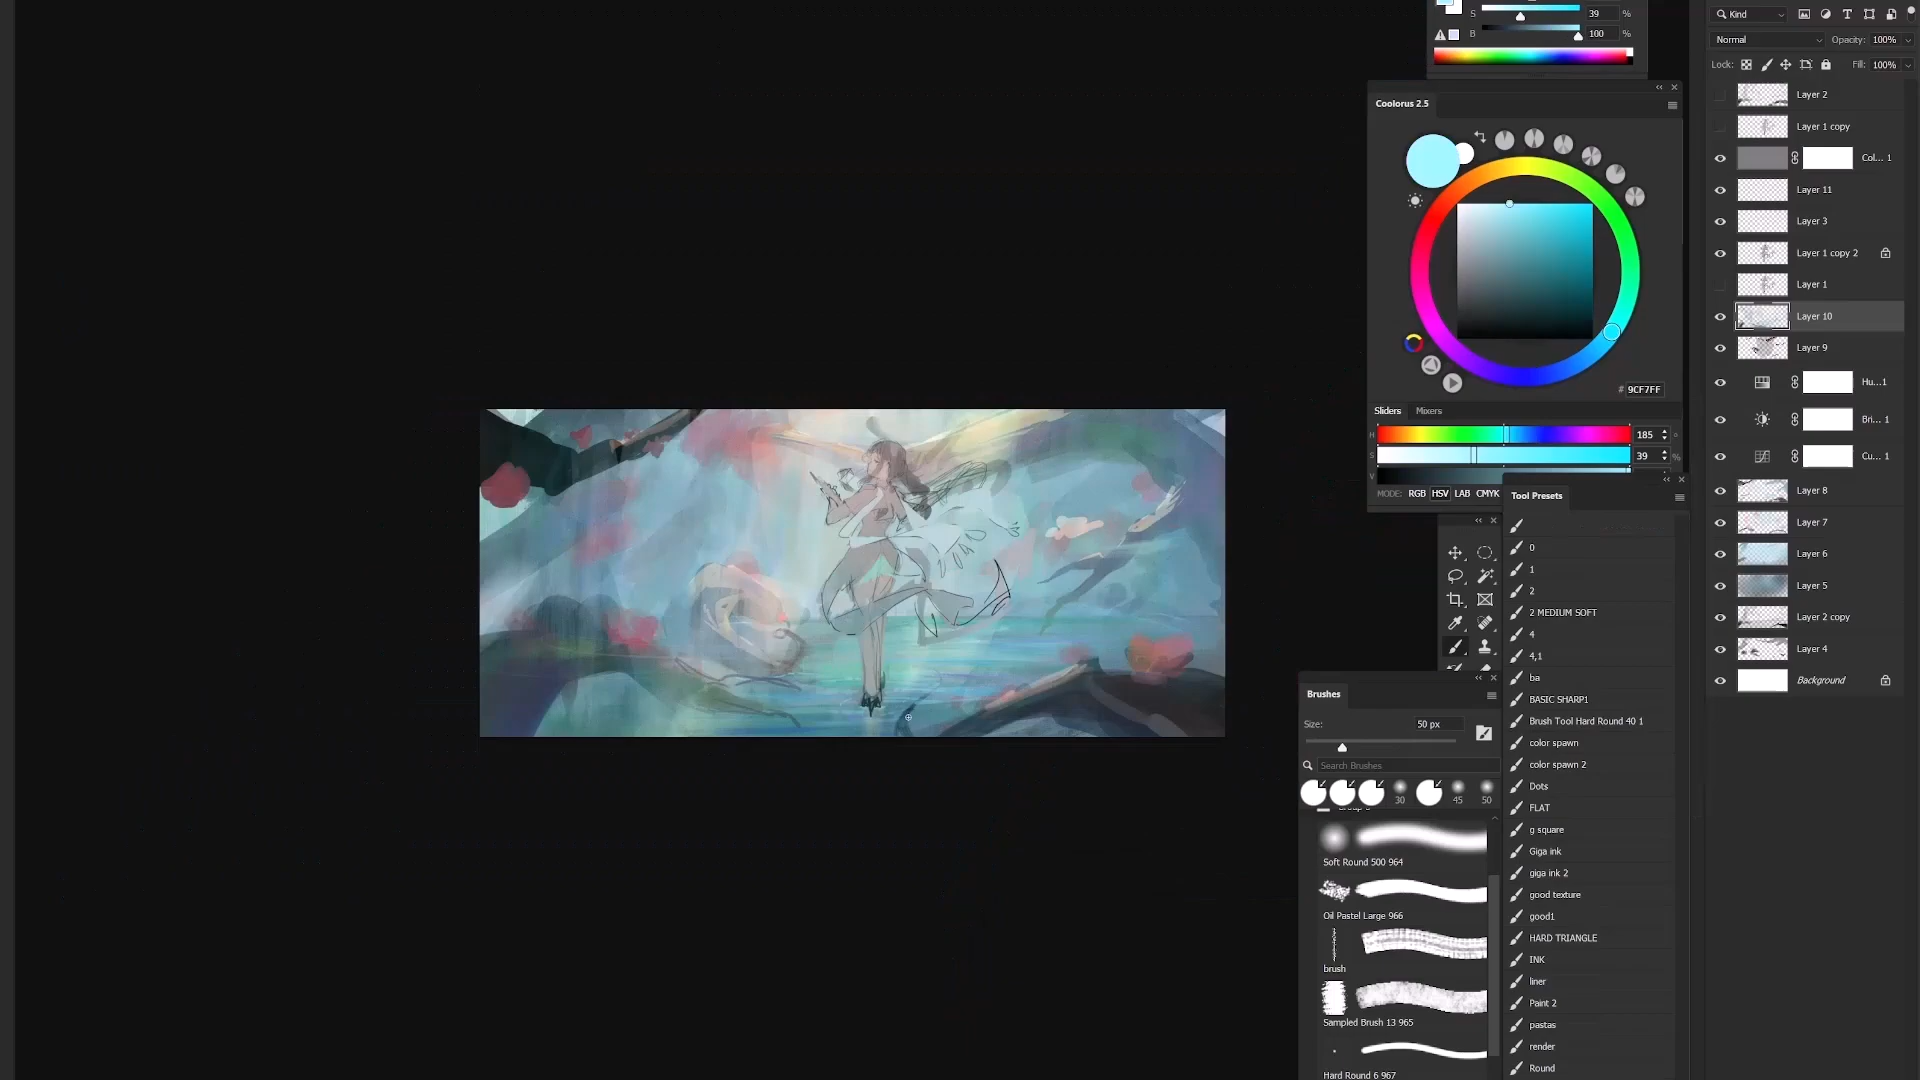 S 39 %
B 100 %
Coolorus 2.5
# 9CF7FF
Sliders Mixers
H 185 °
S 39 %
V
MODE: RGB HSV LAB CMYK
Tool Presets
0
1
2
2 MEDIUM SOFT
4
4,1
ba
BASIC SHARP1
Brush Tool Hard Round 40 1
color spawn
color spawn 2
Dots
FLAT
g square
Giga ink
giga ink 2
good texture
good1
HARD TRIANGLE
INK
liner
Paint 2
pastas
render
Round
Brushes
Size: 50 px
Search Brushes
30 45 50
Soft Round 500 964
Oil Pastel Large 966
brush
Sampled Brush 13 965
Hard Round 6 967
Kind
Normal Opacity: 100%
Lock: Fill: 100%
Layer 2
Layer 1 copy
Col... 1
Layer 11
Layer 3
Layer 1 copy 2
Layer 1
Layer 10
Layer 9
Hu...1
Bri... 1
Cu... 1
Layer 8
Layer 7
Layer 6
Layer 5
Layer 2 copy
Layer 4
Background